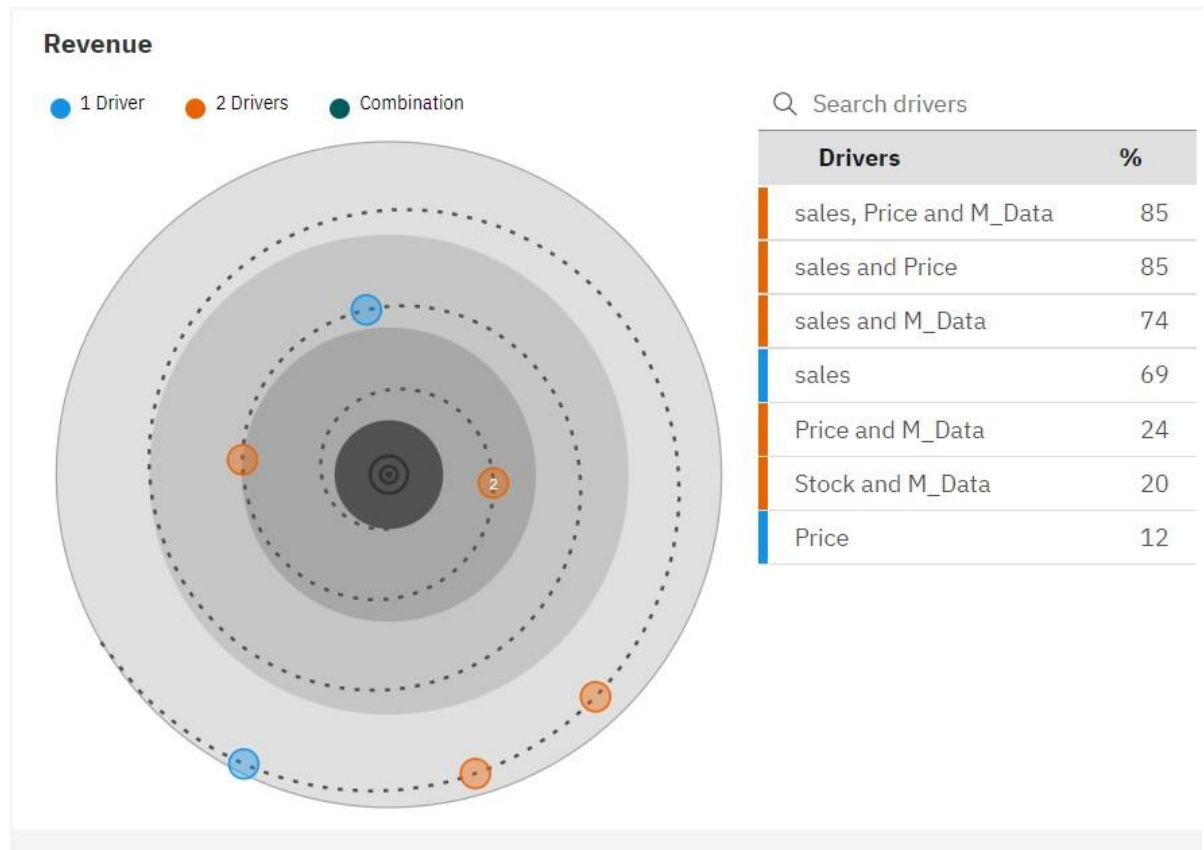 Revenue
1 Driver 2 Drivers Combination
Search drivers
Drivers %
sales, Price and M_Data 85
sales and Price 85
sales and M_Data 74
sales 69
Price and M_Data 24
Stock and M_Data 20
Price 12
2